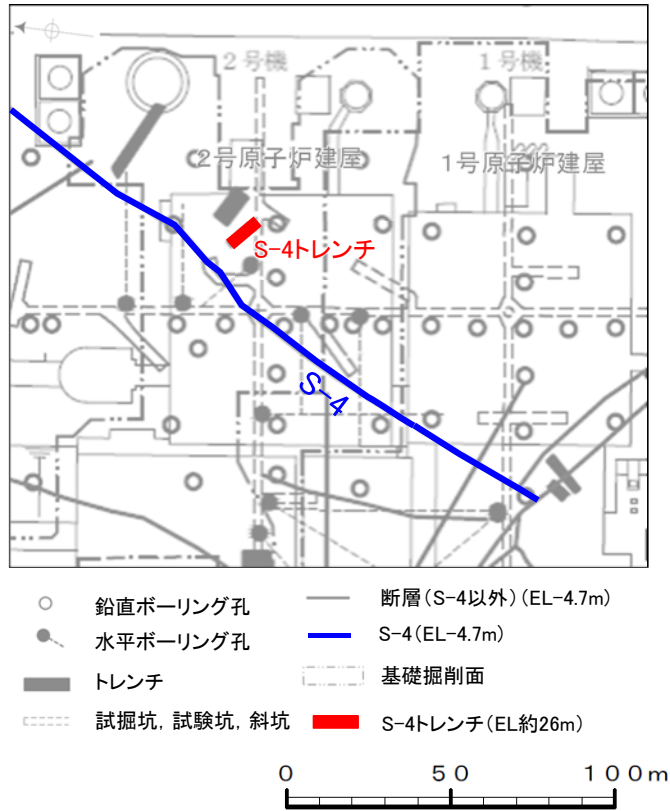 2号機
1号機
2号原子炉建屋
1号原子炉建屋
S-4トレンチ
S-4
鉛直ボーリング孔
断層(S-4以外)(EL-4.7m)
水平ボーリング孔
S-4(EL-4.7m)
トレンチ
基礎掘削面
試掘坑, 試験坑, 斜坑
S-4トレンチ(EL約26m)
0 50 100m